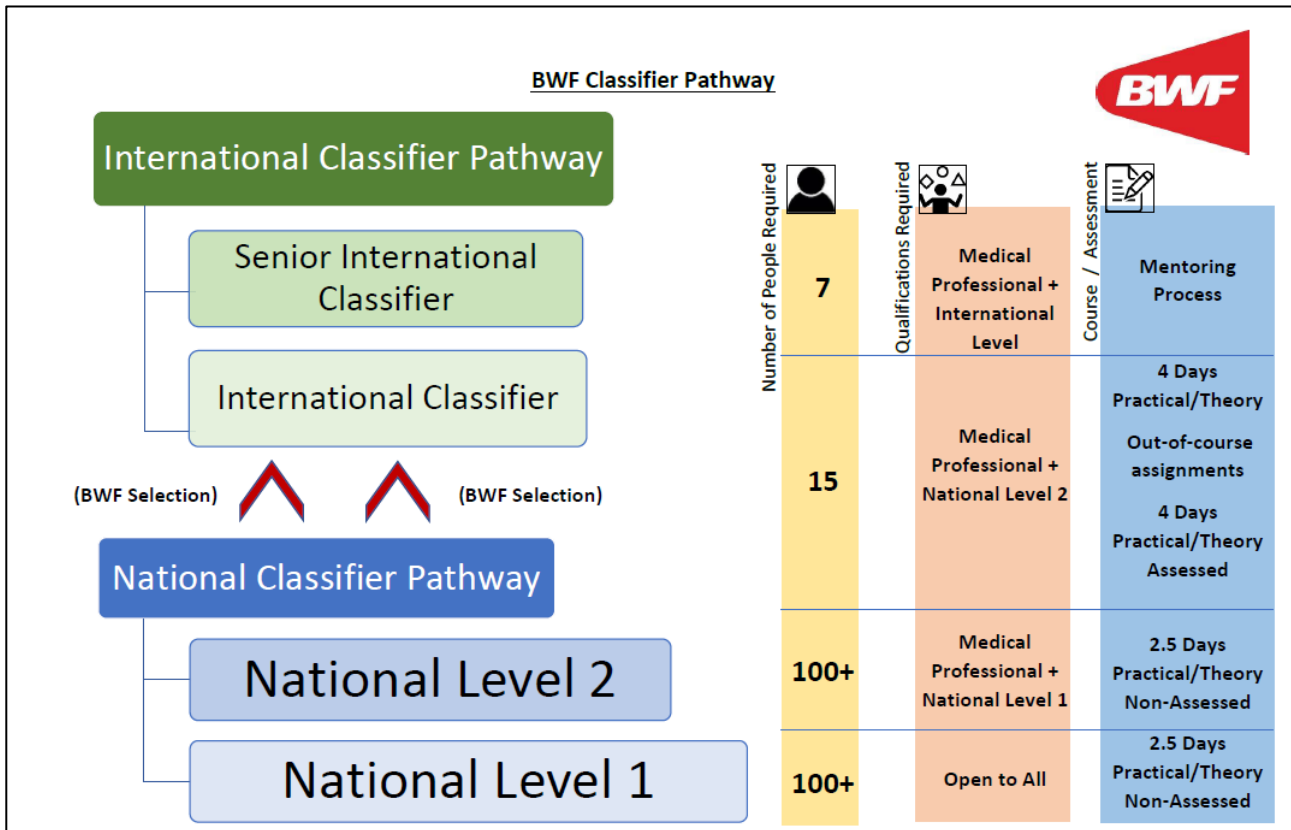 BWF Classifier Pathway
BWF
International Classifier Pathway
Senior International
Classifier
International Classifier
(BWF Selection)
(BWF Selection)
National Classifier Pathway
National Level 2
National Level 1
Number of People Required
7
15
100+
100+
Qualifications Required
Medical
Professional +
International
Level
Medical
Professional +
National Level 2
Medical
Professional +
National Level 1
Open to All
Course / Assessment
Mentoring
Process
4 Days
Practical/Theory
Out-of-course
assignments
4 Days
Practical/Theory
Assessed
2.5 Days
Practical/Theory
Non-Assessed
2.5 Days
Practical/Theory
Non-Assessed